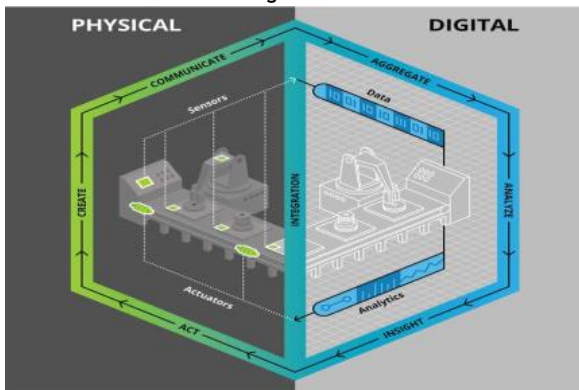 PHYSICAL
DIGITAL
COMMUNICATE
AGGREGATE
Sensors
Data
CREATE
INTEGRATION
ANALYZE
Actuators
Analytics
ACT
INSIGHT